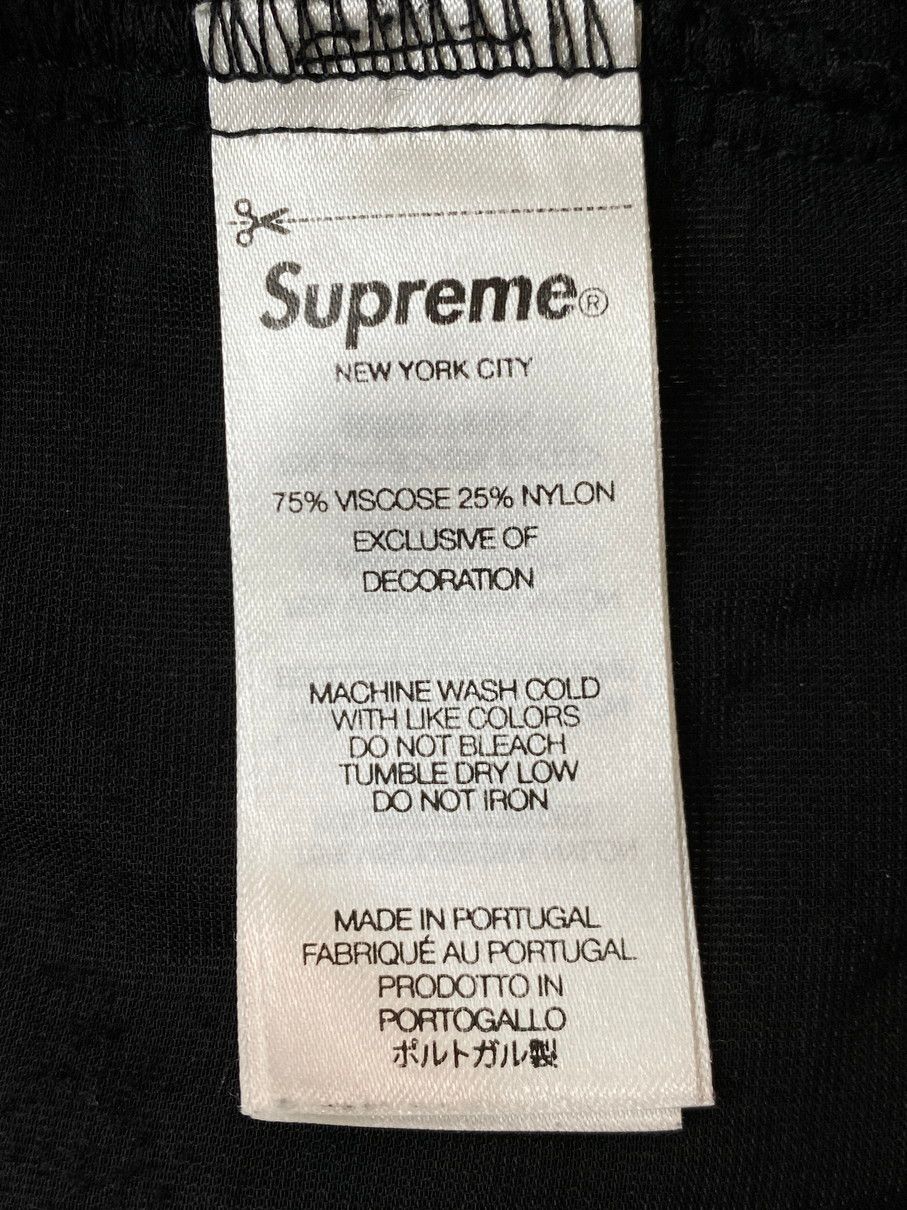 Supreme®
NEW YORK CITY
75% VISCOSE 25% NYLON
EXCLUSIVE OF
DECORATION
MACHINE WASH COLD
WITH LIKE COLORS
DO NOT BLEACH
TUMBLE DRY LOW
DO NOT IRON
MADE IN PORTUGAL
FABRIQUÉ AU PORTUGAL
PRODOTTO IN
PORTOGALLO
ポルトガル製